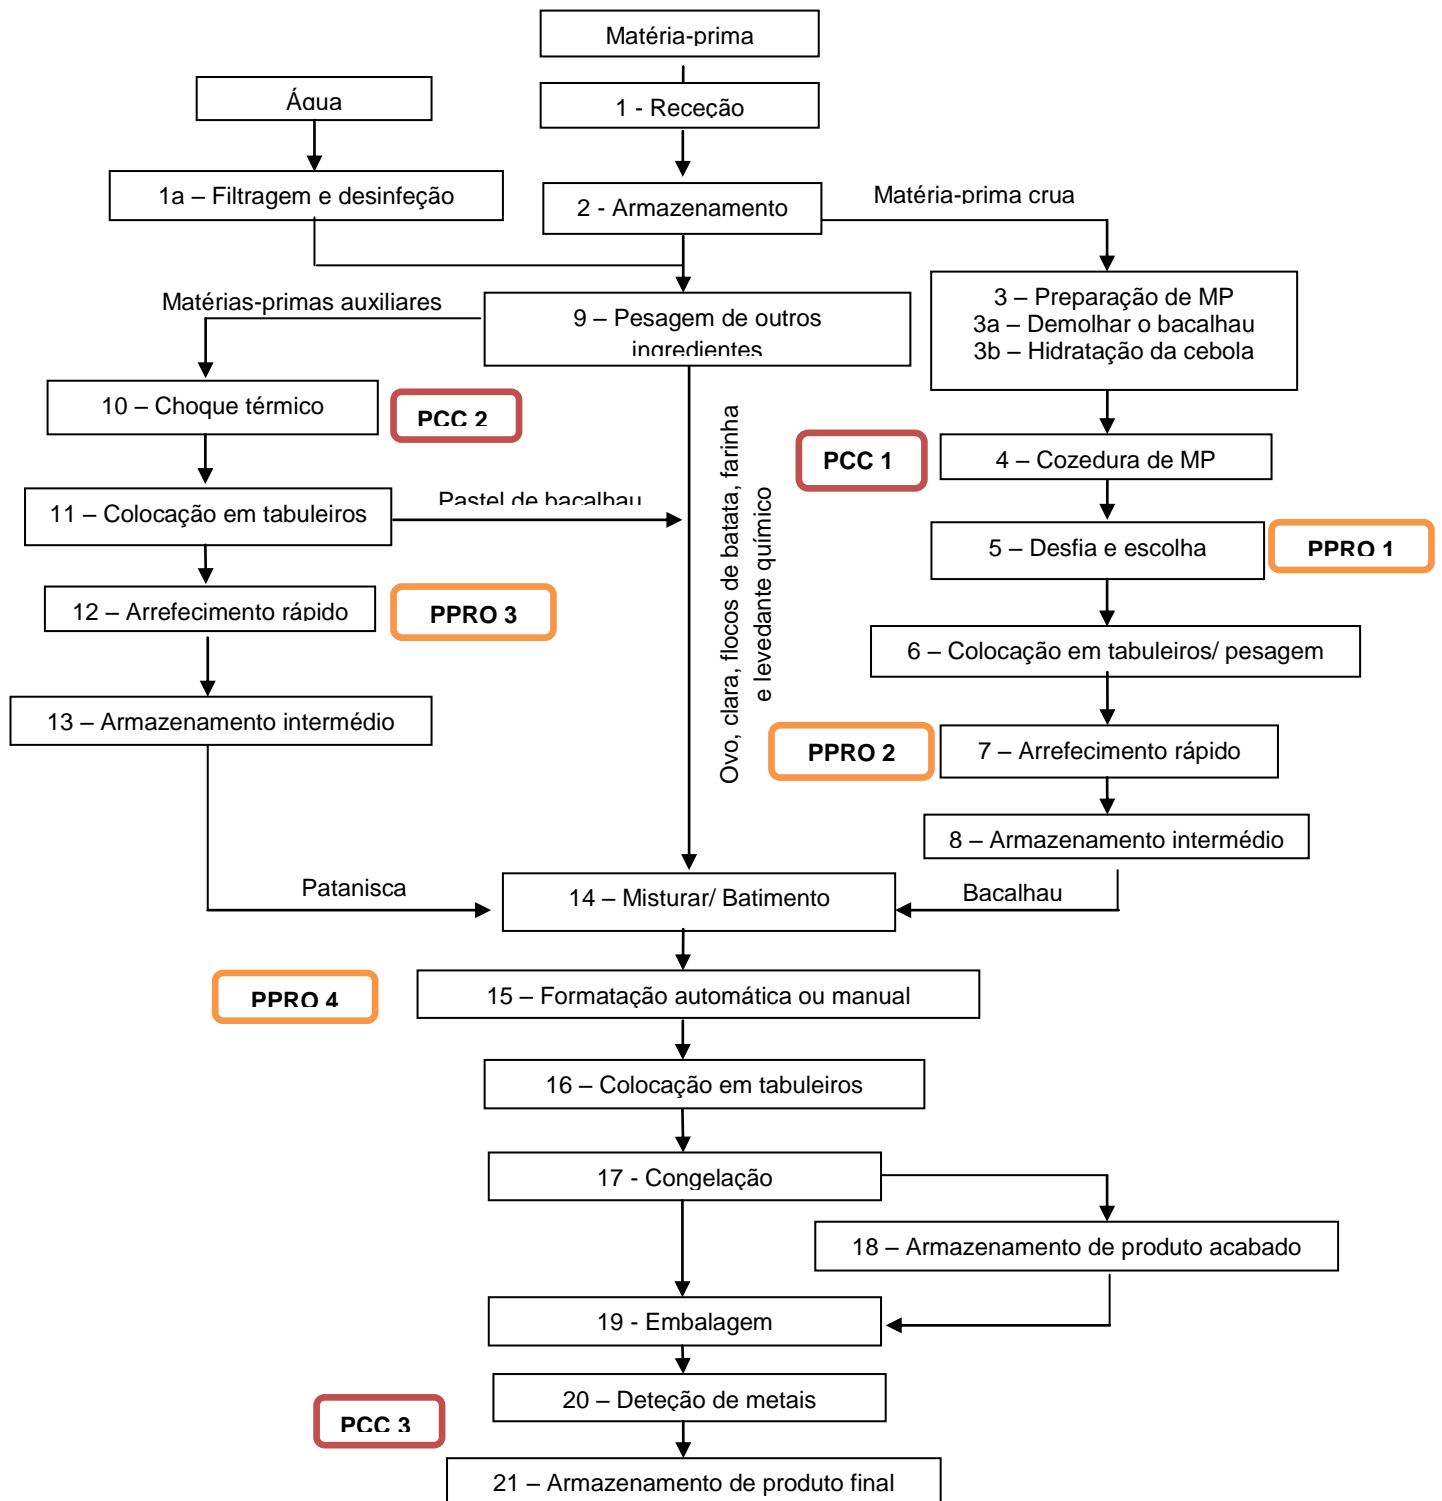 Matéria-prima
Água
1 - Receção
1a – Filtragem e desinfeção
2 - Armazenamento
Matéria-prima crua
Matérias-primas auxiliares
9 – Pesagem de outros
ingredientes
3 – Preparação de MP
3a – Demolhar o bacalhau
3b – Hidratação da cebola
10 – Choque térmico
PCC 2
PCC 1
4 – Cozedura de MP
11 – Colocação em tabuleiros
Pastel de bacalhau
Ovo, clara, flocos de batata, farinha
e levedante químico
5 – Desfia e escolha
PPRO 1
12 – Arrefecimento rápido
PPRO 3
6 – Colocação em tabuleiros/ pesagem
13 – Armazenamento intermédio
PPRO 2
7 – Arrefecimento rápido
8 – Armazenamento intermédio
Patanisca
14 – Misturar/ Batimento
Bacalhau
PPRO 4
15 – Formatação automática ou manual
16 – Colocação em tabuleiros
17 - Congelação
18 – Armazenamento de produto acabado
19 - Embalagem
20 – Deteção de metais
PCC 3
21 – Armazenamento de produto final